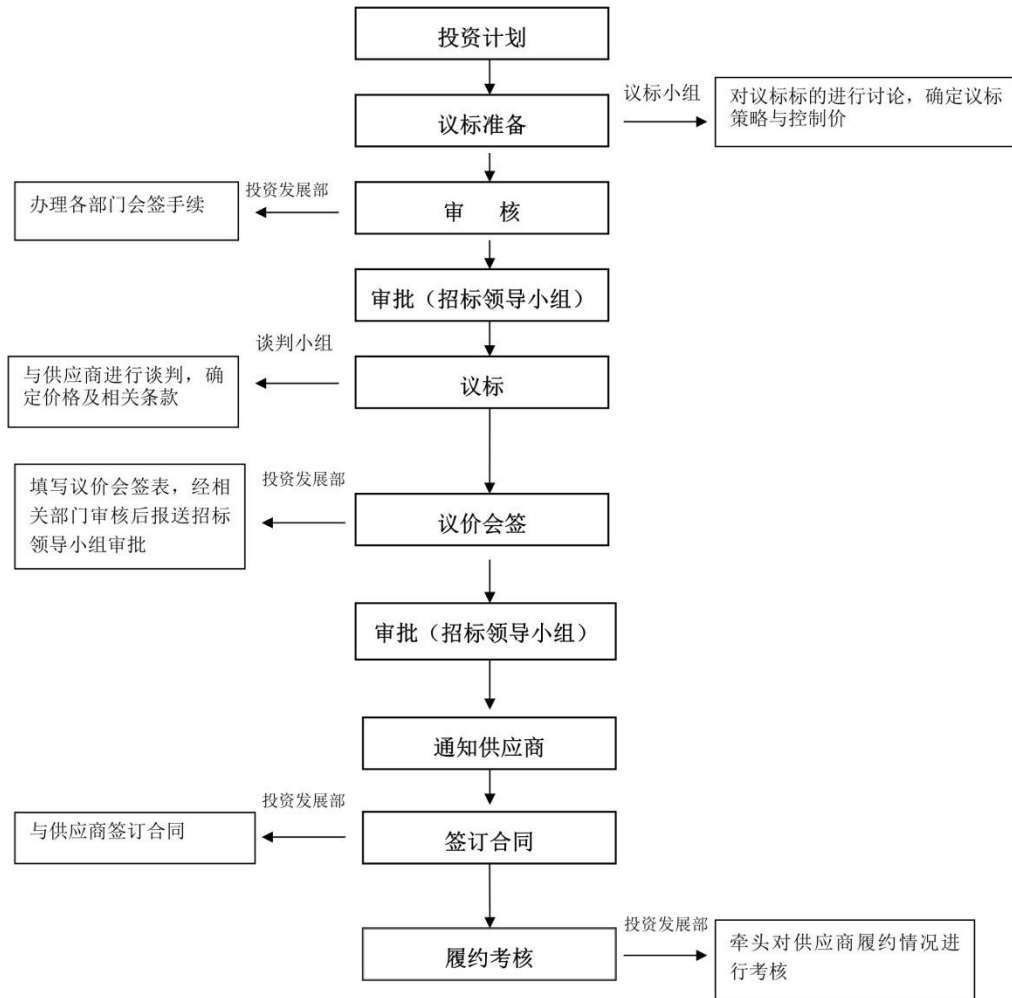 投资计划
议标小组
议标准备
对议标标的进行讨论，确定议标
策略与控制价
投资发展部
办理各部门会签手续
审 核
审批（招标领导小组）
谈判小组
与供应商进行谈判，确
定价格及相关条款
议标
投资发展部
填写议价会签表，经相
关部门审核后报送招标
领导小组审批
议价会签
审批（招标领导小组）
通知供应商
投资发展部
与供应商签订合同
签订合同
投资发展部
履约考核
牵头对供应商履约情况进
行考核